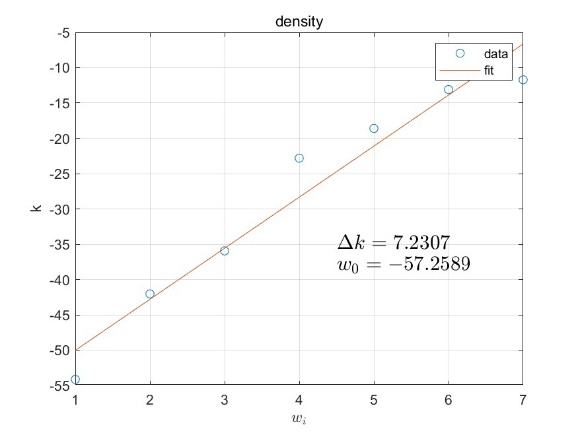 density
-5
-10
-15
-20
-25
-30
-35
-40
-45
-50
-55
k
data
fit
Δk = 7.2307
w₀ = −57.2589
1 2 3 4 5 6 7
wᵢ